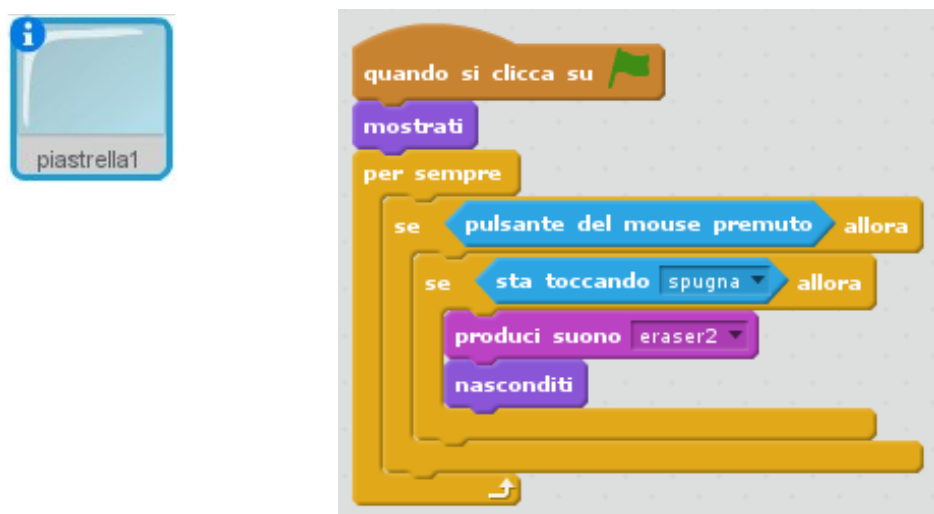 piastrella1
quando si clicca su
mostrati
per sempre
se pulsante del mouse premuto allora
se sta toccando spugna allora
produci suono eraser2
nasconditi